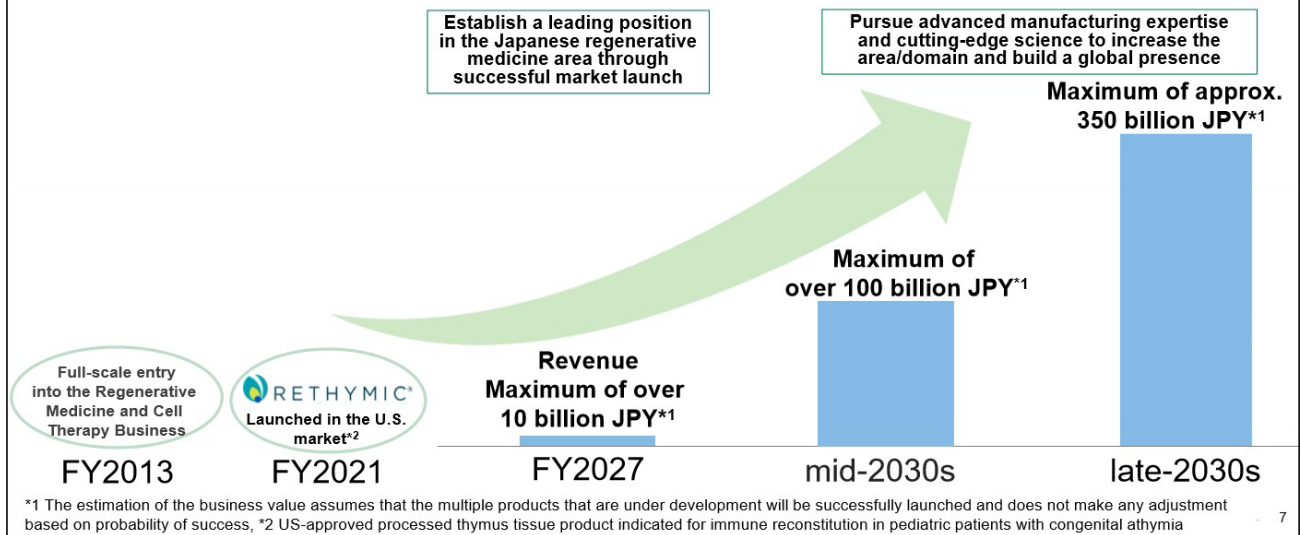 Establish a leading position
in the Japanese regenerative
medicine area through
successful market launch
Pursue advanced manufacturing expertise
and cutting-edge science to increase the
area/domain and build a global presence
Maximum of approx.
350 billion JPY*1
Maximum of
over 100 billion JPY*1
Revenue
Maximum of over
10 billion JPY*1
Full-scale entry
into the Regenerative
Medicine and Cell
Therapy Business
RETHYMIC®
Launched in the U.S.
market*2
FY2013
FY2021
FY2027
mid-2030s
late-2030s
*1 The estimation of the business value assumes that the multiple products that are under development will be successfully launched and does not make any adjustment
based on probability of success, *2 US-approved processed thymus tissue product indicated for immune reconstitution in pediatric patients with congenital athymia
7